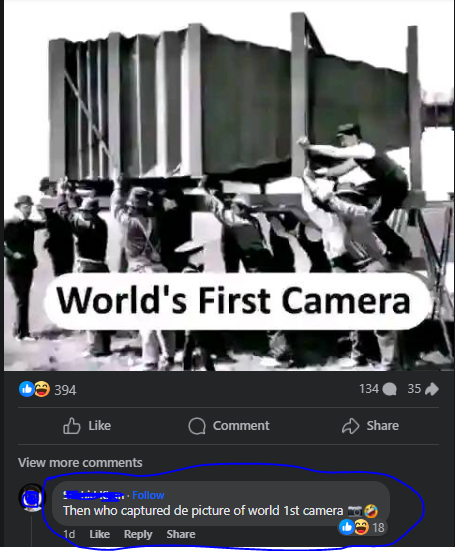 World's First Camera
394
134
35
Like
Comment
Share
View more comments
· Follow
Then who captured de picture of world 1st camera 📷🤣
18
1d Like Reply Share